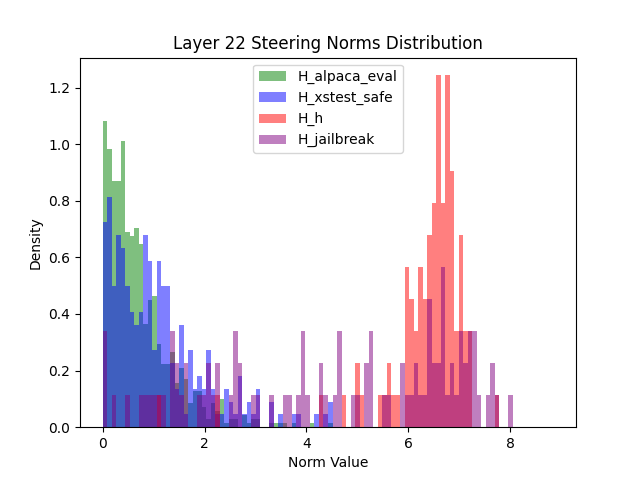 Layer 22 Steering Norms Distribution
H_alpaca_eval
H_xstest_safe
H_h
H_jailbreak
1.2
1.0
0.8
0.6
0.4
0.2
0.0
Density
0
2
4
6
8
Norm Value